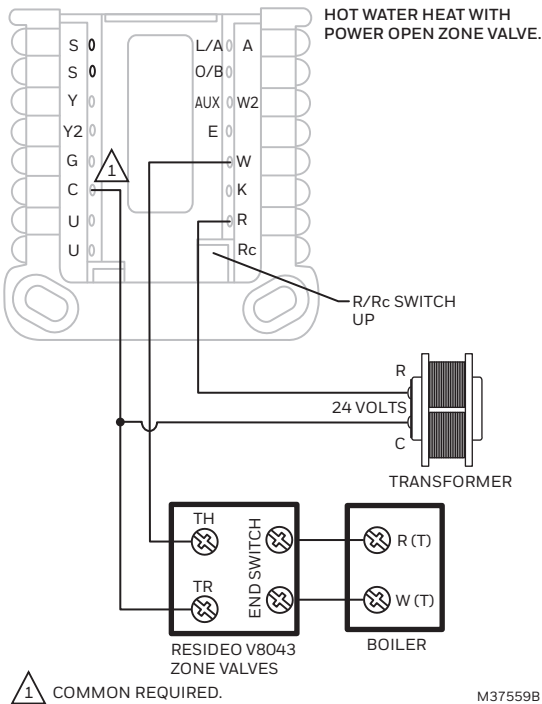 HOT WATER HEAT WITH
POWER OPEN ZONE VALVE.
S L/A A
S O/B
Y AUX W2
Y2 E
G 1 W
C K
U R
U Rc
R/Rc SWITCH
UP
R
24 VOLTS
C
TRANSFORMER
TH
TR
END SWITCH
R (T)
W (T)
RESIDEO V8043
ZONE VALVES
BOILER
1 COMMON REQUIRED.
M37559B